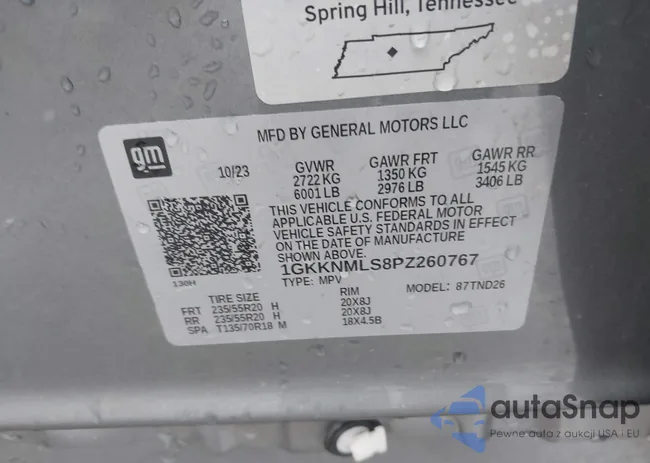 Spring Hill, Tennessee
gm
MFD BY GENERAL MOTORS LLC
10/23
GVWR
2722 KG
6001 LB
GAWR FRT
1350 KG
2976 LB
GAWR RR
1545 KG
3406 LB
THIS VEHICLE CONFORMS TO ALL
APPLICABLE U.S. FEDERAL MOTOR
VEHICLE SAFETY STANDARDS IN EFFECT
ON THE DATE OF MANUFACTURE
SHOWN ABOVE.
1GKKNMLS8PZ260767
TYPE: MPV
MODEL: 87TND26
130H
TIRE SIZE RIM
FRT 235/55R20 H 20X8J
RR 235/55R20 H 20X8J
SPA T135/70R18 M 18X4.5B
autaSnap
Pewne auta z aukcji USA i EU